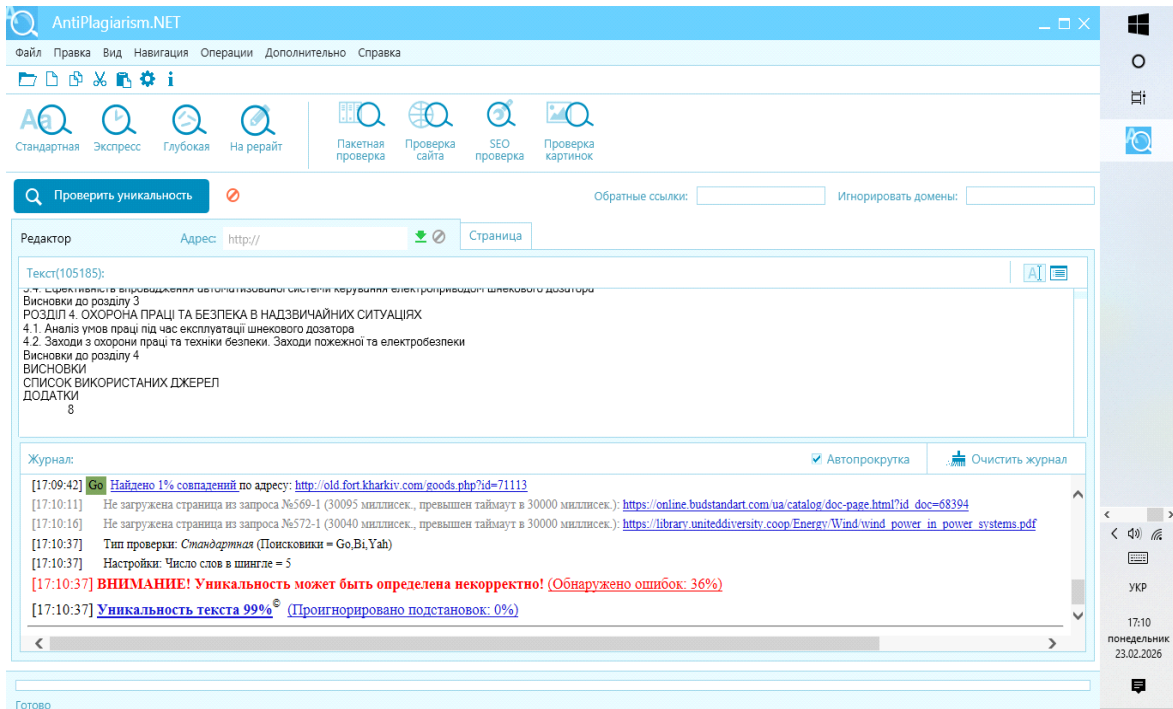 AntiPlagiarism.NET
Файл Правка Вид Навигация Операции Дополнительно Справка
Стандартная Экспресс Глубокая На рерайт Пакетная проверка Проверка сайта SEO проверка Проверка картинок
Проверить уникальность Обратные ссылки: Игнорировать домены:
Редактор Адрес: http:// Страница
Текст(105185):
3.4. Ефективність впровадження автоматизованої системи керування електроприводом шнекового дозатора
Висновки до розділу 3
РОЗДІЛ 4. ОХОРОНА ПРАЦІ ТА БЕЗПЕКА В НАДЗВИЧАЙНИХ СИТУАЦІЯХ
4.1. Аналіз умов праці під час експлуатації шнекового дозатора
4.2. Заходи з охорони праці та техніки безпеки. Заходи пожежної та електробезпеки
Висновки до розділу 4
ВИСНОВКИ
СПИСОК ВИКОРИСТАНИХ ДЖЕРЕЛ
ДОДАТКИ
8
Журнал: Автопрокрутка Очистить журнал
[17:09:42] Go Найдено 1% совпадений по адресу: http://old.fort.kharkiv.com/goods.php?id=71113
[17:10:11] Не загружена страница из запроса №569-1 (30095 миллисек., превышен таймаут в 30000 миллисек.): https://online.budstandart.com/ua/catalog/doc-page.html?id_doc=68394
[17:10:16] Не загружена страница из запроса №572-1 (30040 миллисек., превышен таймаут в 30000 миллисек.): https://library.uniteddiversity.coop/Energy/Wind/wind_power_in_power_systems.pdf
[17:10:37] Тип проверки: Стандартная (Поисковики = Go,Bi,Yah)
[17:10:37] Настройки: Число слов в шингле = 5
[17:10:37] ВНИМАНИЕ! Уникальность может быть определена некорректно! (Обнаружено ошибок: 36%)
[17:10:37] Уникальность текста 99%© (Проигнорировано подстановок: 0%)
Готово
УКР
17:10
понедельник
23.02.2026